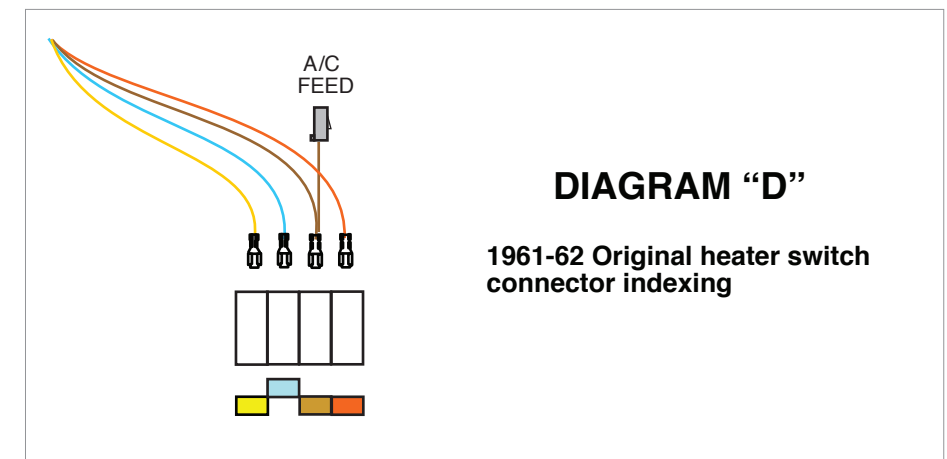 A/C
FEED
DIAGRAM “D”
1961-62 Original heater switch
connector indexing